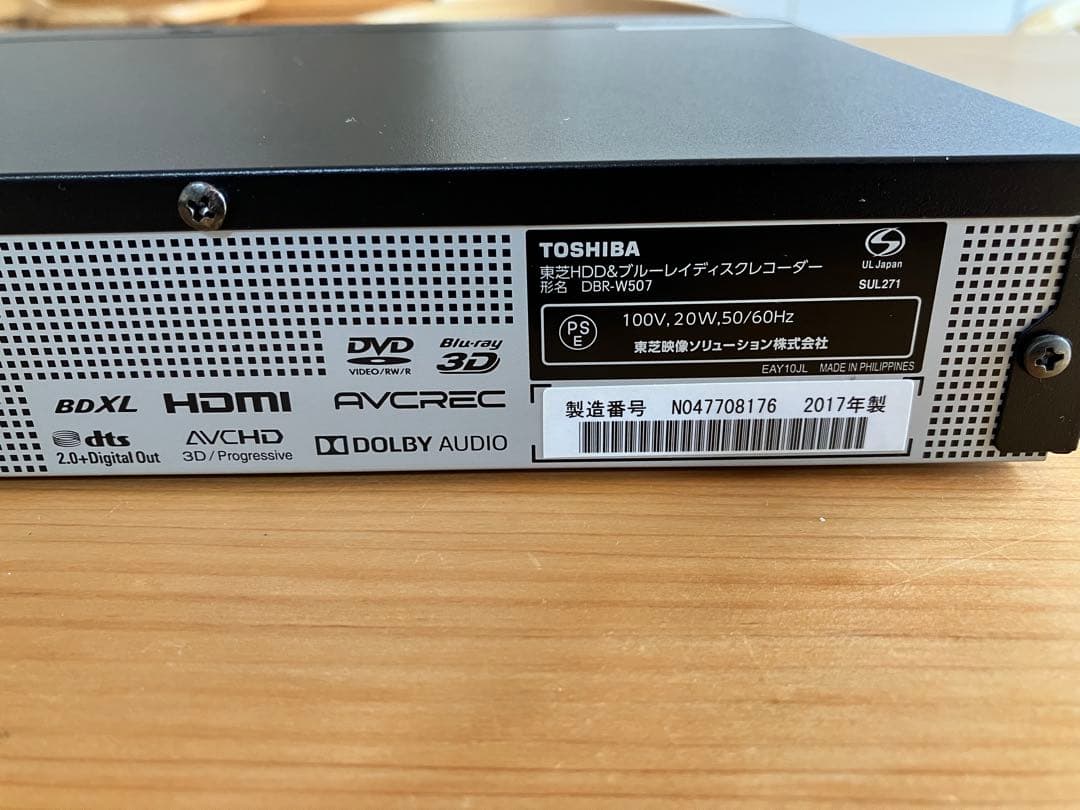 TOSHIBA
東芝HDD&ブルーレイディスクレコーダー
形名 DBR-W507
UL Japan
SUL271
PS
E
100V, 20W, 50/60Hz
東芝映像ソリューション株式会社
EAY10JL MADE IN PHILIPPINES
製造番号 N047708176 2017年製
DVD
VIDEO/RW/R
Blu-ray
3D
BDXL HDMI AVCREC
dts
2.0+Digital Out
AVCHD
3D/Progressive
DOLBY AUDIO